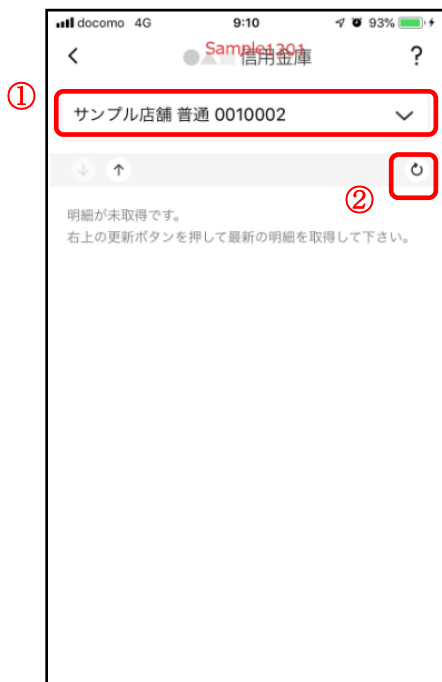 docomo 4G 9:10 93%
Sample1201
●▲■信用金庫 ?
①
サンプル店舗 普通 0010002
②
明細が未取得です。
右上の更新ボタンを押して最新の明細を取得して下さい。